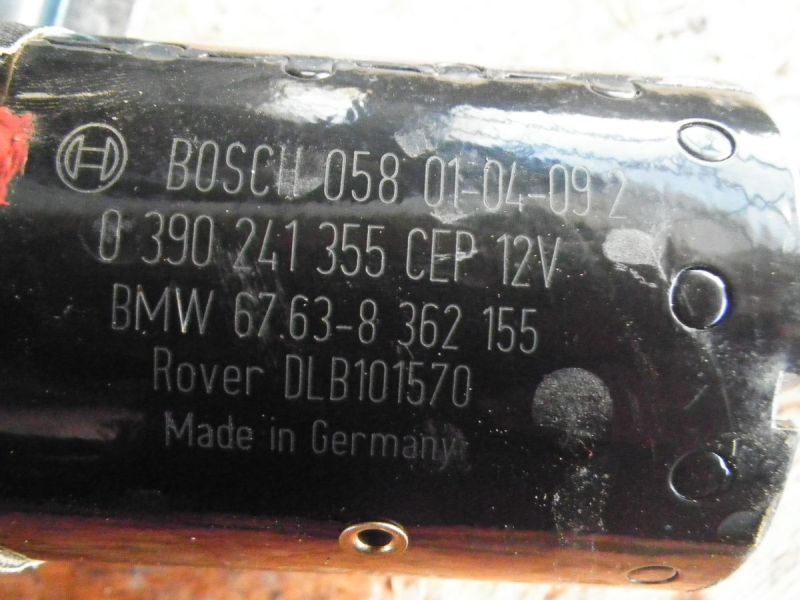 BOSCH 058 01-04-09 2
0 390 241 355 CEP 12V
BMW 67.63-8 362 155
Rover DLB101570
Made in Germany